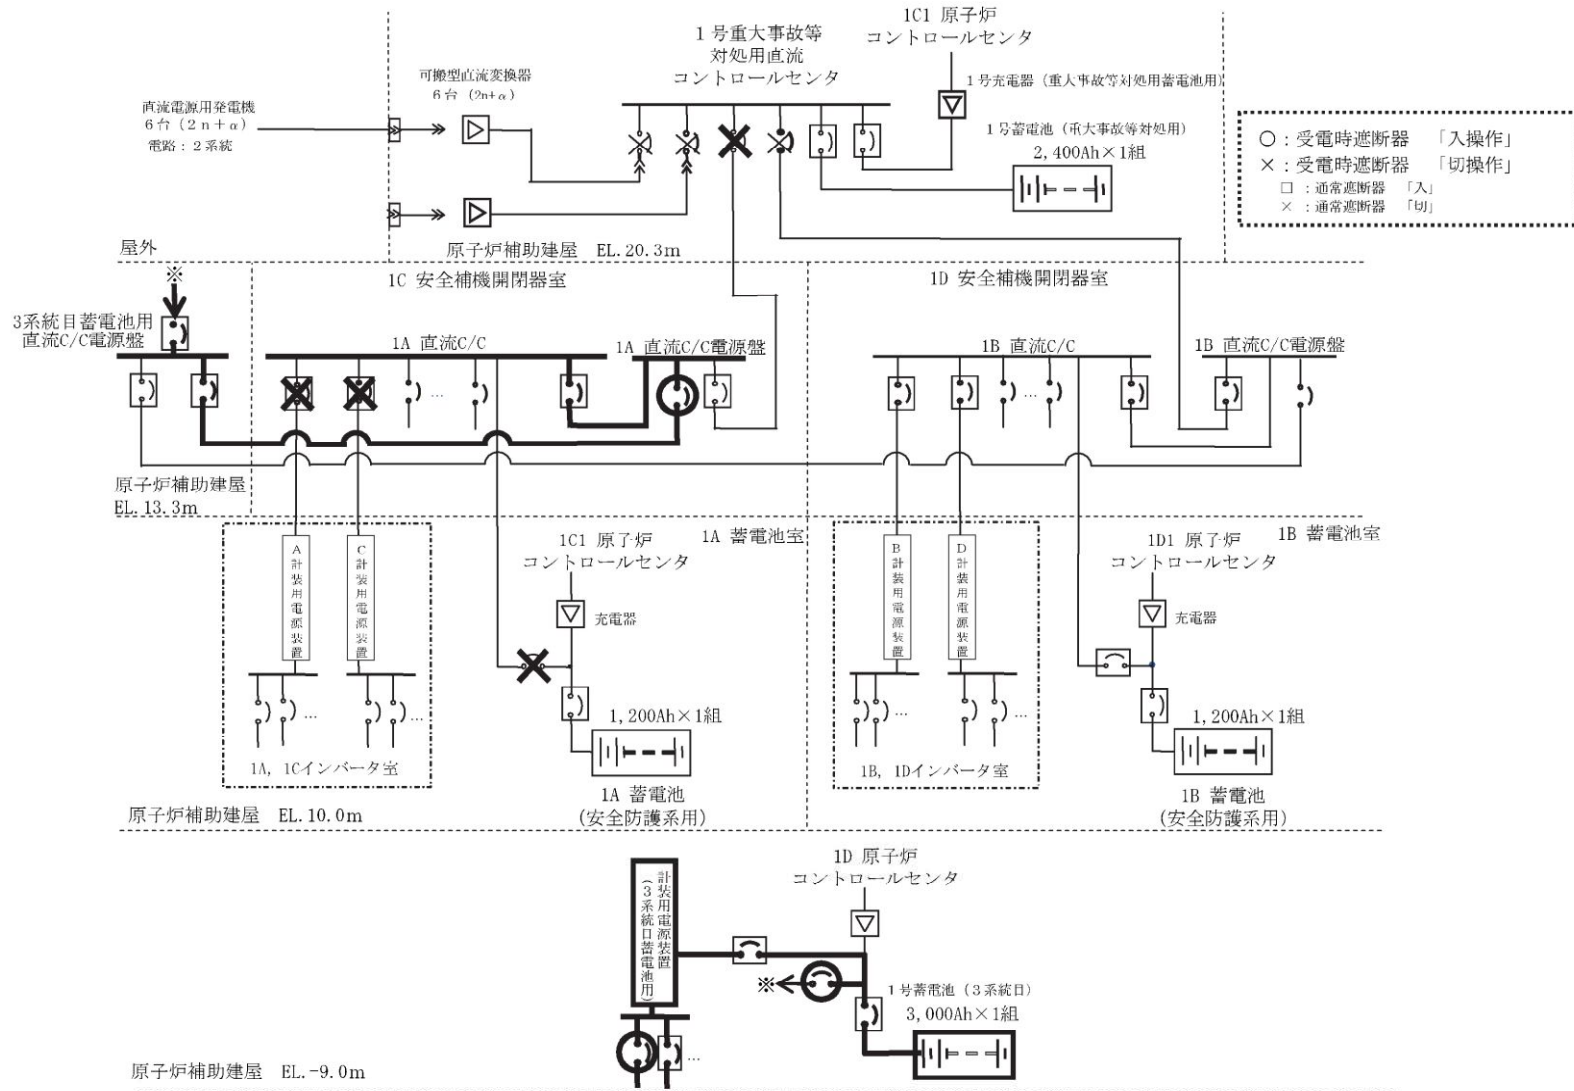 1C1 原子炉
コントロールセンタ
1号重大事故等
対処用直流
コントロールセンタ
可搬型直流変換器
6台 (2n+α)
直流電源用発電機
6台(2n+α)
電路:2系統
1号充電器(重大事故等対処用蓄電池用)
1号蓄電池(重大事故等対処用)
2,400Ah×1組
○:受電時遮断器 「入操作」
×:受電時遮断器 「切操作」
□:通常遮断器 「入」
×:通常遮断器 「切」
屋外
原子炉補助建屋 EL.20.3m
※
1C 安全補機開閉器室
1D 安全補機開閉器室
3系統目蓄電池用
直流C/C電源盤
1A 直流C/C
1A 直流C/C電源盤
1B 直流C/C
1B 直流C/C電源盤
…
…
原子炉補助建屋
EL.13.3m
1A 蓄電池室
1B 蓄電池室
A計装用電源装置
C計装用電源装置
1C1 原子炉
コントロールセンタ
充電器
B計装用電源装置
D計装用電源装置
1D1 原子炉
コントロールセンタ
充電器
…
…
…
…
1,200Ah×1組
1,200Ah×1組
1A, 1Cインバータ室
1B, 1Dインバータ室
1A 蓄電池
(安全防護系用)
1B 蓄電池
(安全防護系用)
原子炉補助建屋 EL.10.0m
1D 原子炉
コントロールセンタ
計装用電源装置
(3系統目蓄電池用)
※
1号蓄電池(3系統目)
3,000Ah×1組
…
原子炉補助建屋 EL.-9.0m